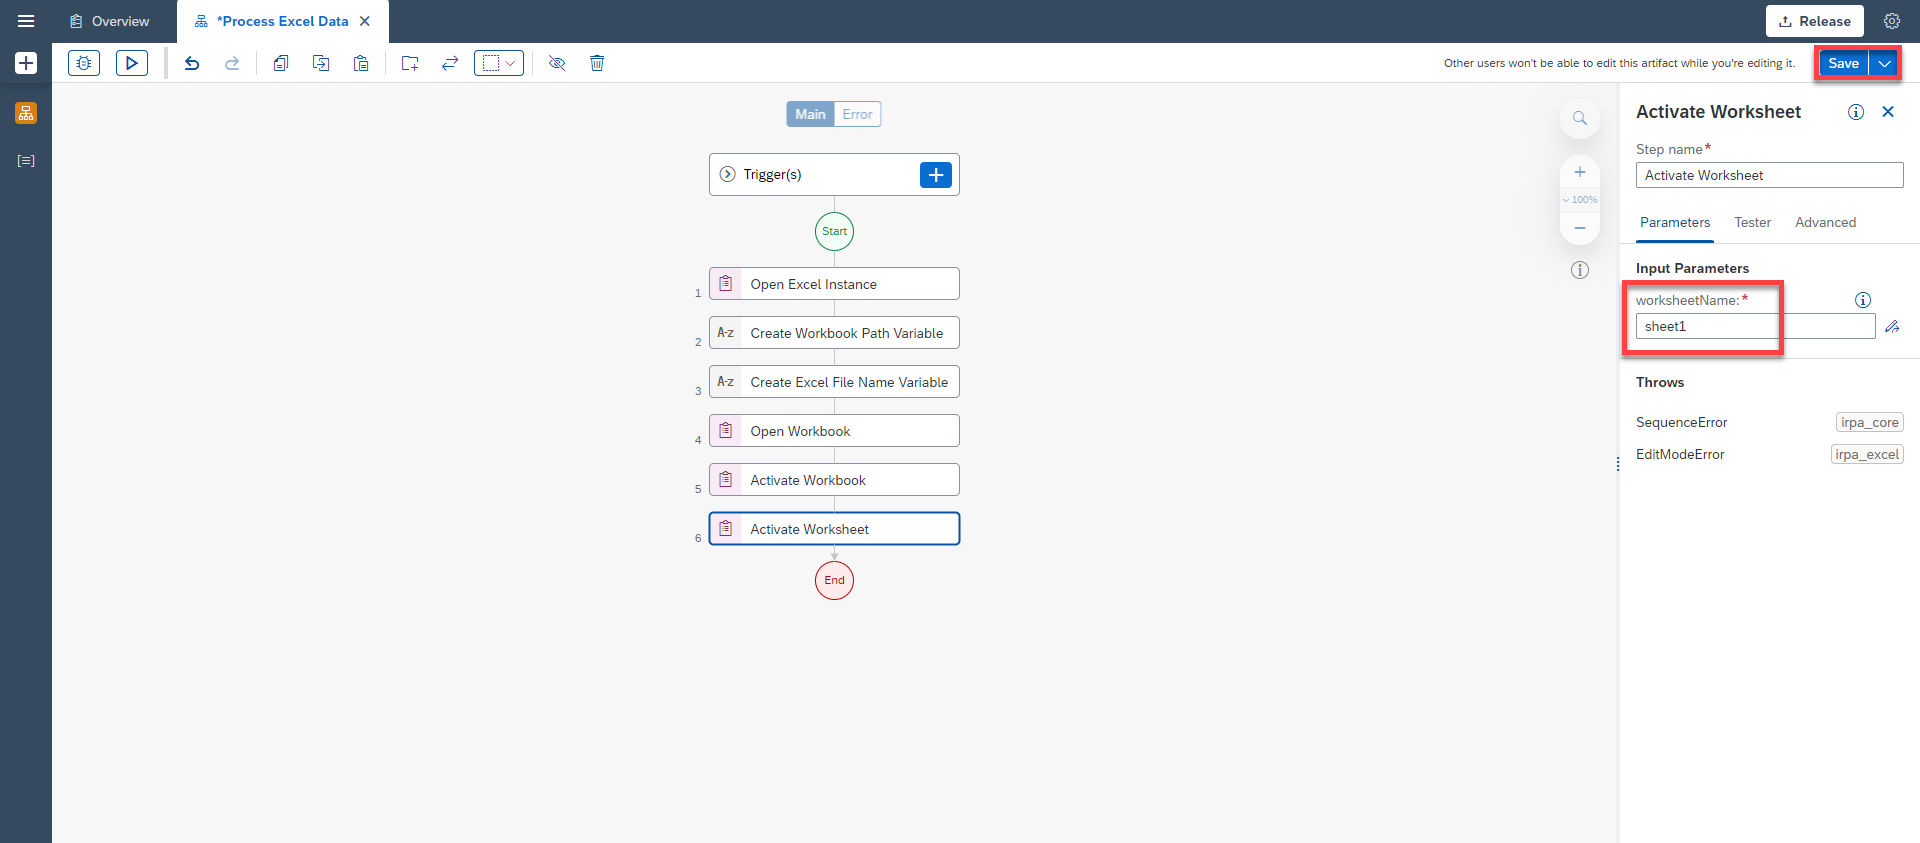 Overview
*Process Excel Data
Release
Other users won't be able to edit this artifact while you're editing it.
Save
Main
Error
Trigger(s)
Start
1
Open Excel Instance
2
A-z
Create Workbook Path Variable
3
A-z
Create Excel File Name Variable
4
Open Workbook
5
Activate Workbook
6
Activate Worksheet
End
100%
Activate Worksheet
Step name*
Activate Worksheet
Parameters
Tester
Advanced
Input Parameters
worksheetName:*
sheet1
Throws
SequenceError
irpa_core
EditModeError
irpa_excel